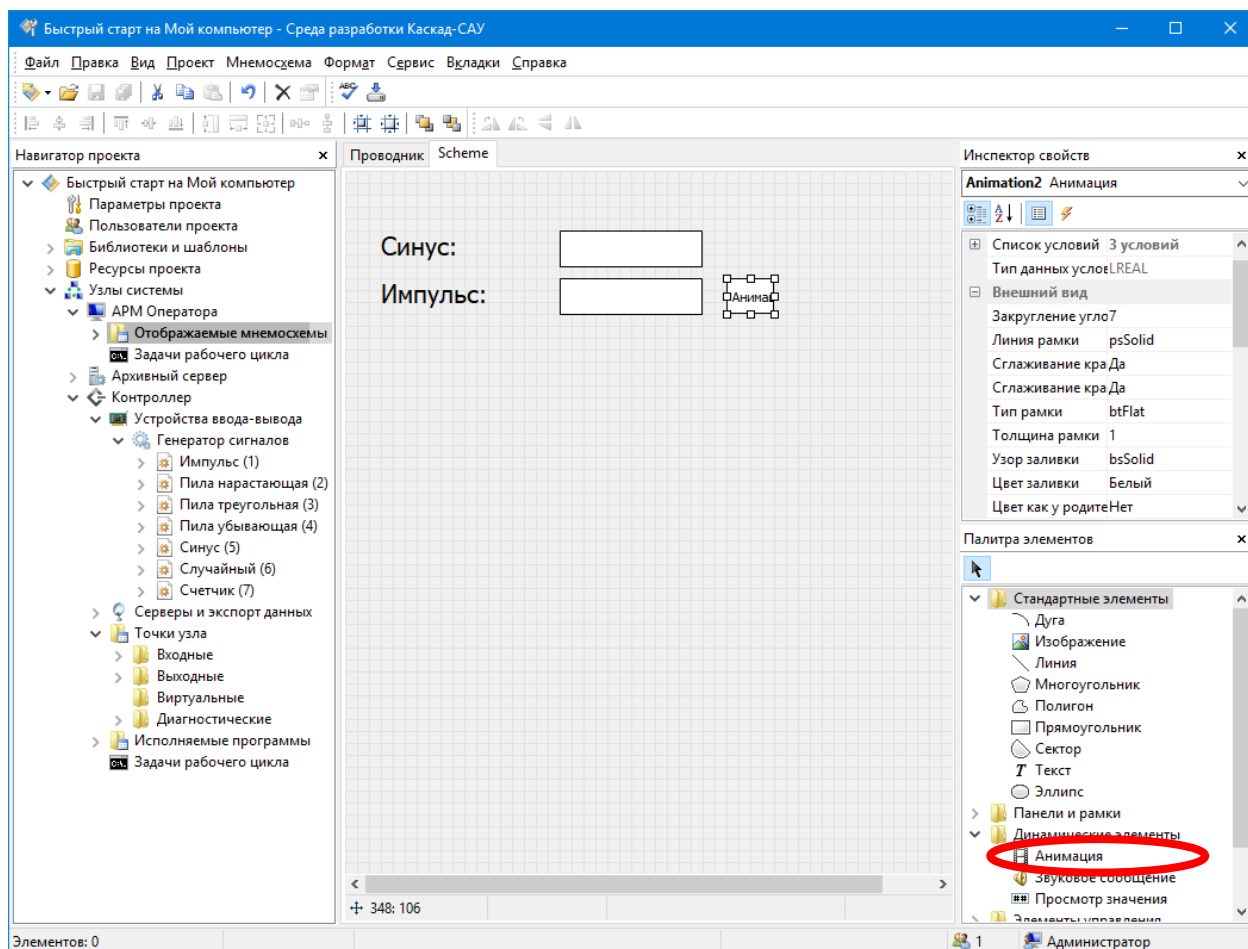 Быстрый старт на Мой компьютер - Среда разработки Каскад-САУ
Файл Правка Вид Проект Мнемосхема Формат Сервис Вкладки Справка
ABC
Навигатор проекта
Быстрый старт на Мой компьютер
Параметры проекта
Пользователи проекта
Библиотеки и шаблоны
Ресурсы проекта
Узлы системы
АРМ Оператора
Отображаемые мнемосхемы
Задачи рабочего цикла
Архивный сервер
Контроллер
Устройства ввода-вывода
Генератор сигналов
Импульс (1)
Пила нарастающая (2)
Пила треугольная (3)
Пила убывающая (4)
Синус (5)
Случайный (6)
Счетчик (7)
Серверы и экспорт данных
Точки узла
Входные
Выходные
Виртуальные
Диагностические
Исполняемые программы
Задачи рабочего цикла
Проводник Scheme
Синус:
Импульс:
Анимац
348: 106
Инспектор свойств
Animation2 Анимация
Список условий 3 условий
Тип данных услов LREAL
Внешний вид
Закругление угло 7
Линия рамки psSolid
Сглаживание кра Да
Сглаживание кра Да
Тип рамки btFlat
Толщина рамки 1
Узор заливки bsSolid
Цвет заливки Белый
Цвет как у родите Нет
Палитра элементов
Стандартные элементы
Дуга
Изображение
Линия
Многоугольник
Полигон
Прямоугольник
Сектор
Текст
Эллипс
Панели и рамки
Динамические элементы
Анимация
Звуковое сообщение
Просмотр значения
Элементы управления
Элементов: 0
1 Администратор